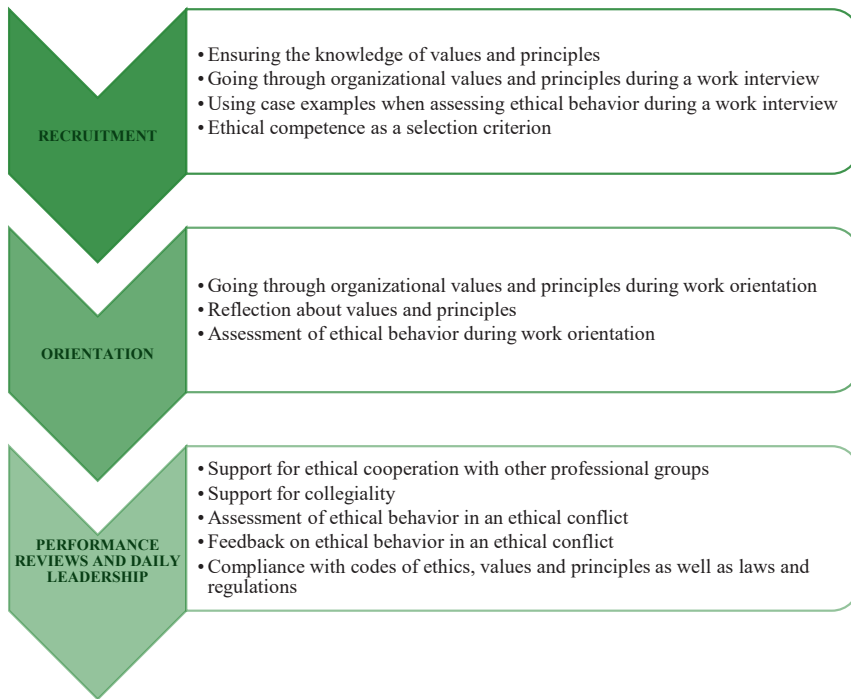 RECRUITMENT
• Ensuring the knowledge of values and principles
• Going through organizational values and principles during a work interview
• Using case examples when assessing ethical behavior during a work interview
• Ethical competence as a selection criterion
ORIENTATION
• Going through organizational values and principles during work orientation
• Reflection about values and principles
• Assessment of ethical behavior during work orientation
PERFORMANCE
REVIEWS AND DAILY
LEADERSHIP
• Support for ethical cooperation with other professional groups
• Support for collegiality
• Assessment of ethical behavior in an ethical conflict
• Feedback on ethical behavior in an ethical conflict
• Compliance with codes of ethics, values and principles as well as laws and
regulations